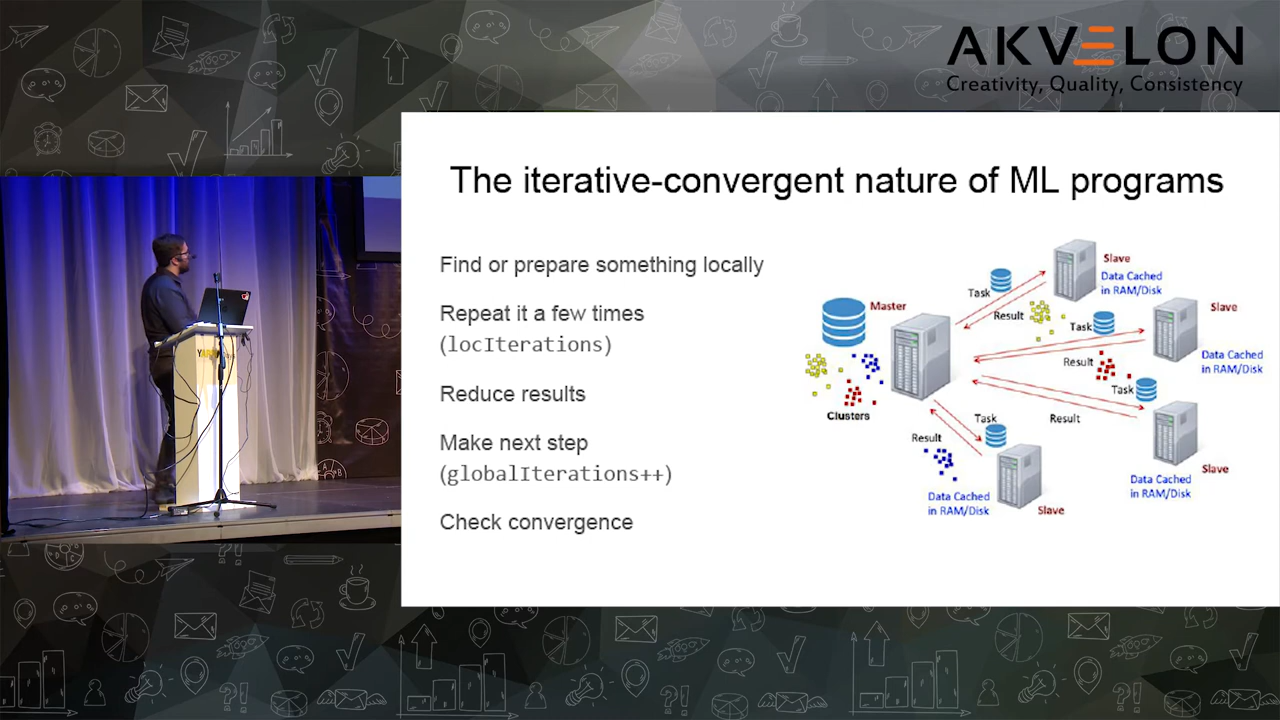 AKVELON
Creativity, Quality, Consistency
The iterative-convergent nature of ML programs
Find or prepare something locally
Repeat it a few times
(locIterations)
Reduce results
Make next step
(globalIterations++)
Check convergence
Master
Clusters
Task
Result
Slave
Data Cached
in RAM/Disk
Task
Result
Slave
Data Cached
in RAM/Disk
Task
Result
Slave
Data Cached
in RAM/Disk
Task
Result
Slave
Data Cached
in RAM/Disk